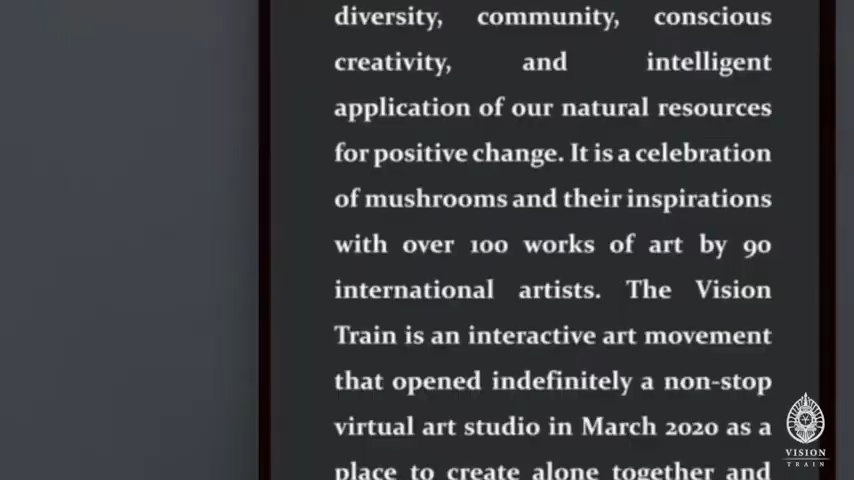 diversity, community, conscious
creativity, and intelligent
application of our natural resources
for positive change. It is a celebration
of mushrooms and their inspirations
with over 100 works of art by 90
international artists. The Vision
Train is an interactive art movement
that opened indefinitely a non-stop
virtual art studio in March 2020 as a
place to create alone together and
VISION
TRAIN